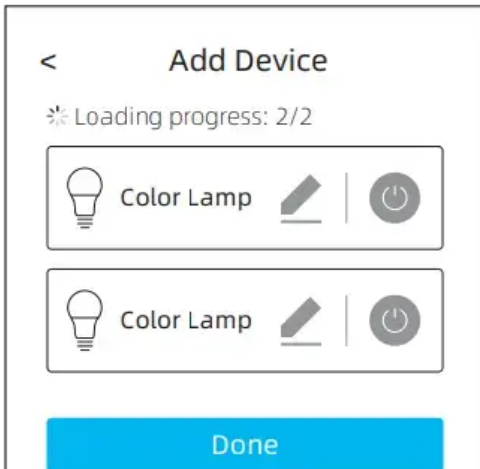 < Add Device
Loading progress: 2/2
Color Lamp
Color Lamp
Done